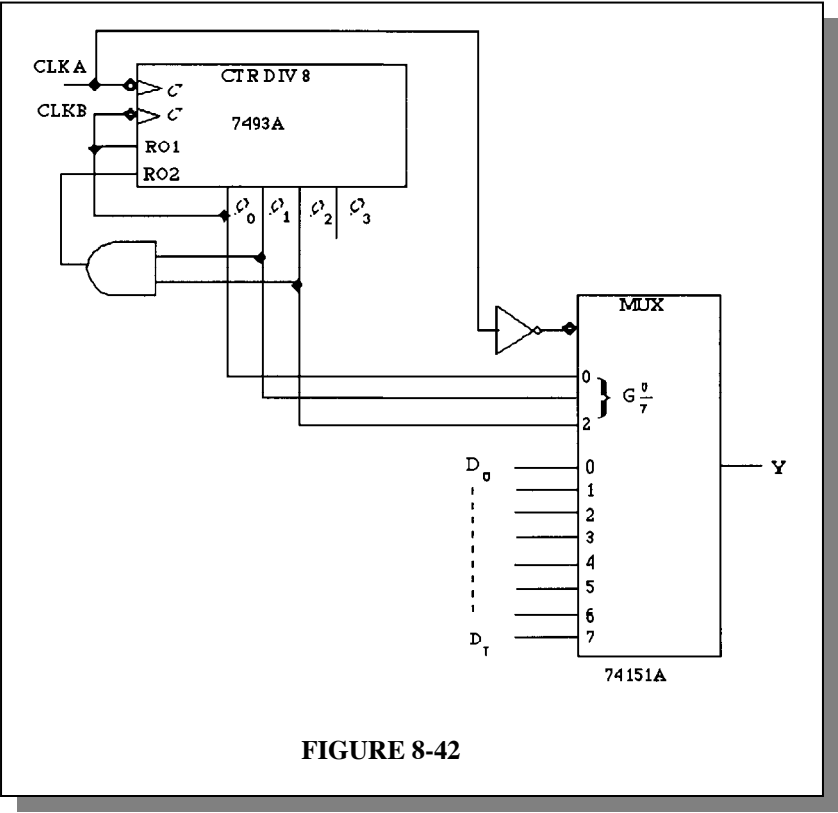 CLKA
CTR DIV 8
C
CLKB
C
7493A
RO1
RO2
Q0 Q1 Q2 Q3
MUX
0
G 0/7
2
D0 0
1
2
3
4
5
6
D7 7
Y
74151A
FIGURE 8-42